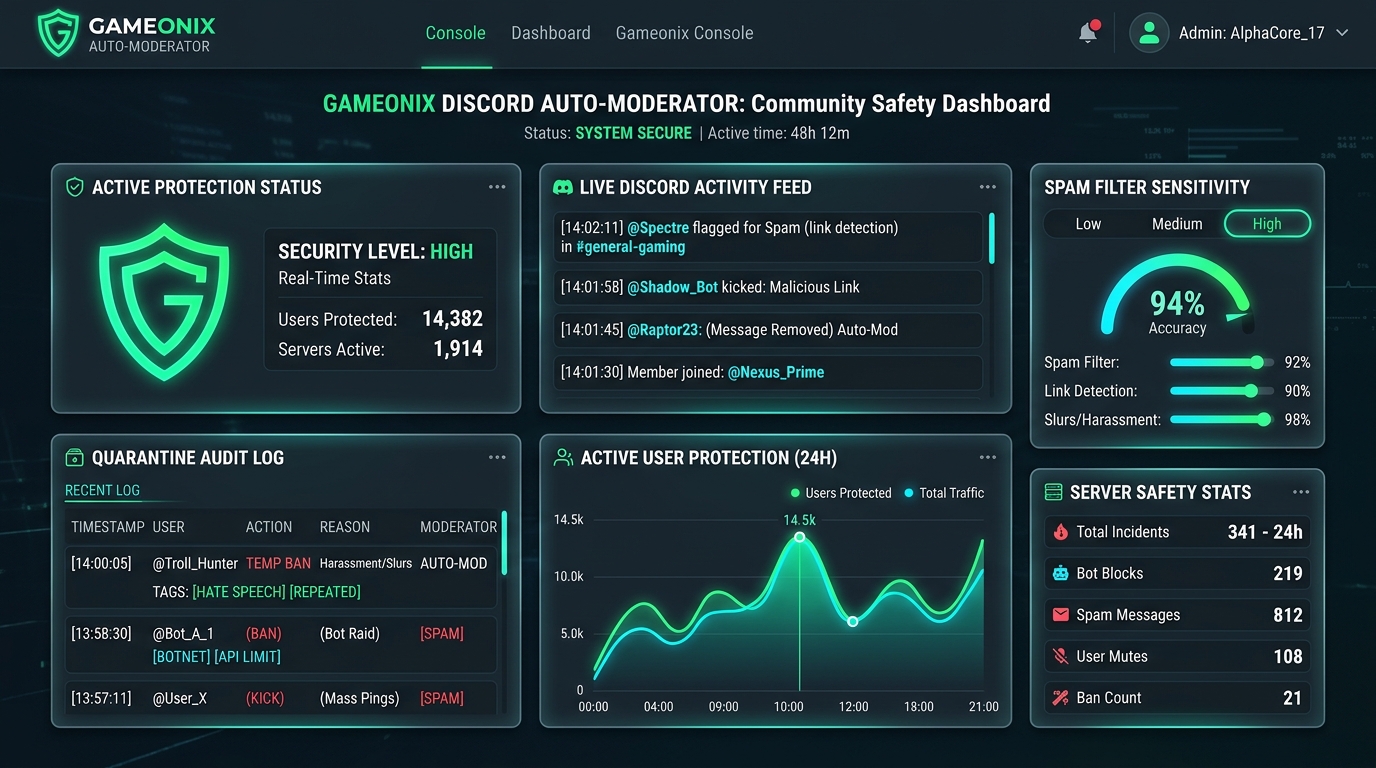 GAMEONIX
AUTO-MODERATOR
Console
Dashboard
Gameonix Console
Admin: AlphaCore_17
GAMEONIX DISCORD AUTO-MODERATOR: Community Safety Dashboard
Status: SYSTEM SECURE | Active time: 48h 12m
ACTIVE PROTECTION STATUS
SECURITY LEVEL: HIGH
Real-Time Stats
Users Protected: 14,382
Servers Active: 1,914
LIVE DISCORD ACTIVITY FEED
[14:02:11] @Spectre flagged for Spam (link detection)
in #general-gaming
[14:01:58] @Shadow_Bot kicked: Malicious Link
[14:01:45] @Raptor23: (Message Removed) Auto-Mod
[14:01:30] Member joined: @Nexus_Prime
SPAM FILTER SENSITIVITY
Low Medium High
94%
Accuracy
Spam Filter: 92%
Link Detection: 90%
Slurs/Harassment: 98%
QUARANTINE AUDIT LOG
RECENT LOG
TIMESTAMP USER ACTION REASON MODERATOR
[14:00:05] @Troll_Hunter TEMP BAN Harassment/Slurs AUTO-MOD
TAGS: [HATE SPEECH] [REPEATED]
[13:58:30] @Bot_A_1 (BAN) (Bot Raid) [SPAM]
[BOTNET] [API LIMIT]
[13:57:11] @User_X (KICK) (Mass Pings) [SPAM]
ACTIVE USER PROTECTION (24H)
Users Protected Total Traffic
14.5k
14.5k
10.0k
5.0k
0
00:00 04:00 09:00 10:00 12:00 18:00 21:00
SERVER SAFETY STATS
Total Incidents 341 - 24h
Bot Blocks 219
Spam Messages 812
User Mutes 108
Ban Count 21